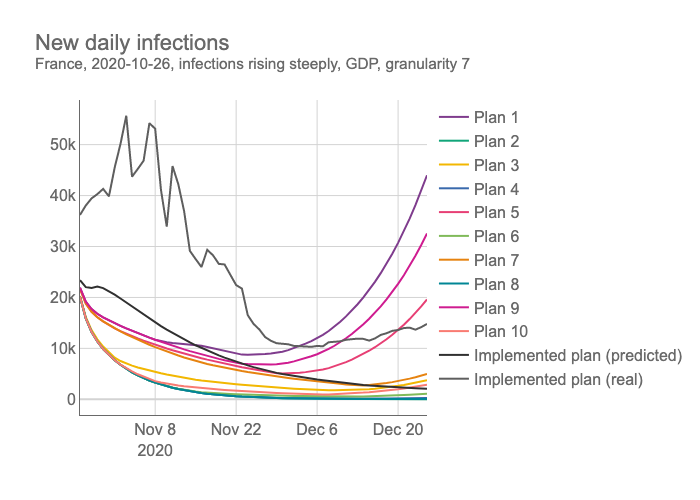 New daily infections
France, 2020-10-26, infections rising steeply, GDP, granularity 7
50k
40k
30k
20k
10k
0
Nov 8
2020
Nov 22
Dec 6
Dec 20
Plan 1
Plan 2
Plan 3
Plan 4
Plan 5
Plan 6
Plan 7
Plan 8
Plan 9
Plan 10
Implemented plan (predicted)
Implemented plan (real)